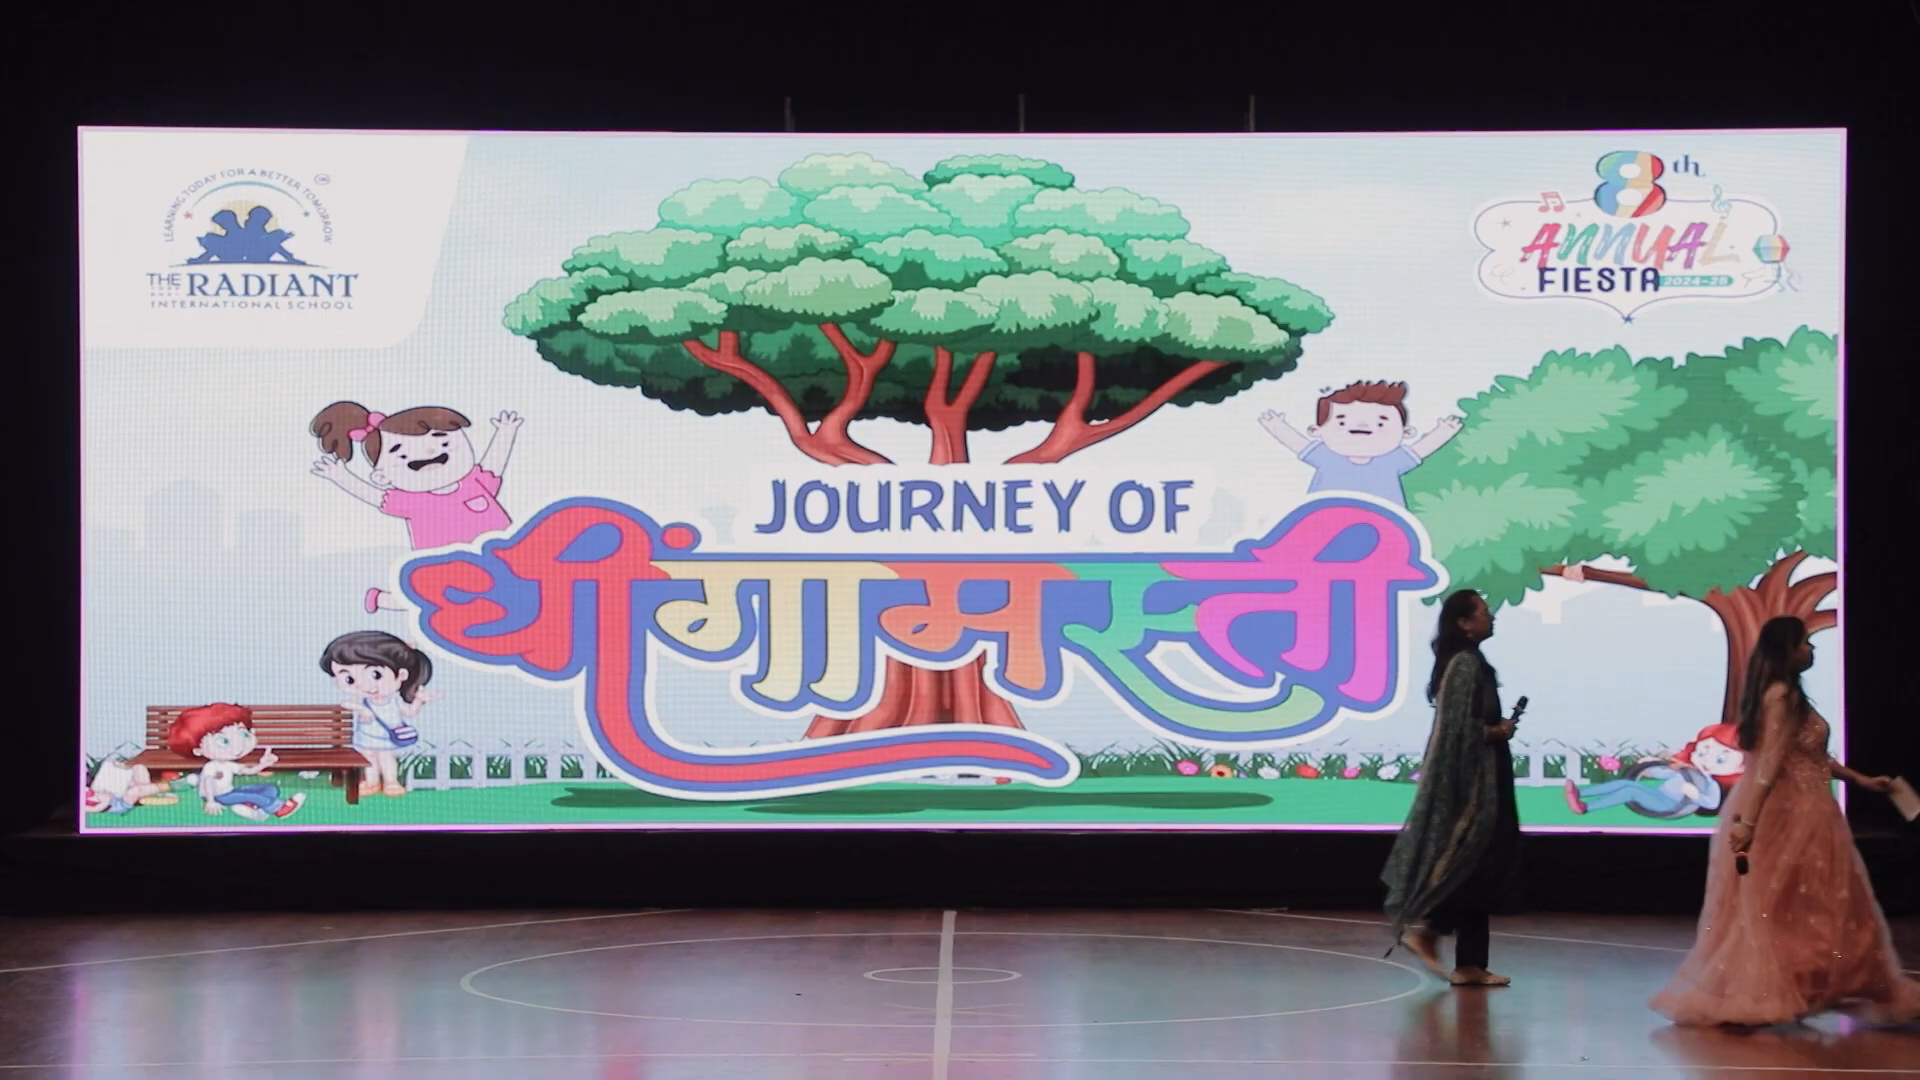 LEARNING TODAY FOR A BETTER TOMORROW
THE RADIANT
INTERNATIONAL SCHOOL
8th
ANNUAL
FIESTA
JOURNEY OF
धींगामस्ती